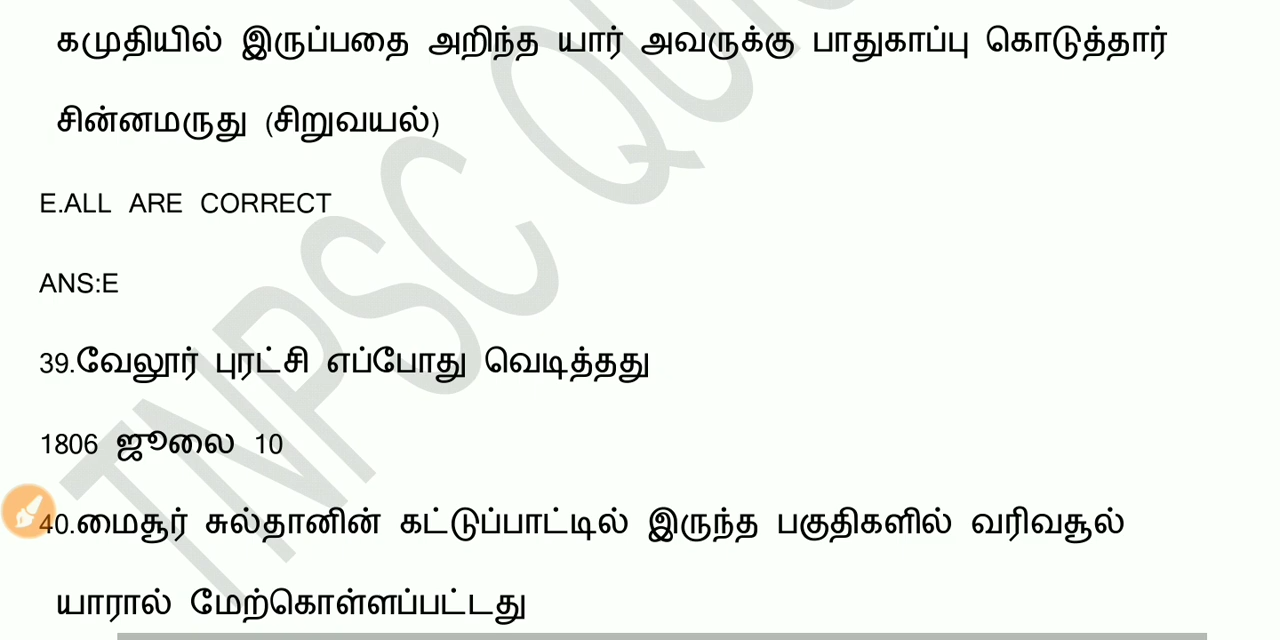 கமுதியில் இருப்பதை அறிந்த யார் அவருக்கு பாதுகாப்பு கொடுத்தார்
சின்னமருது (சிறுவயல்)
E.ALL ARE CORRECT
ANS:E
39.வேலூர் புரட்சி எப்போது வெடித்தது
1806 ஜூலை 10
40.மைசூர் சுல்தானின் கட்டுப்பாட்டில் இருந்த பகுதிகளில் வரிவசூல்
யாரால் மேற்கொள்ளப்பட்டது
TNPSC